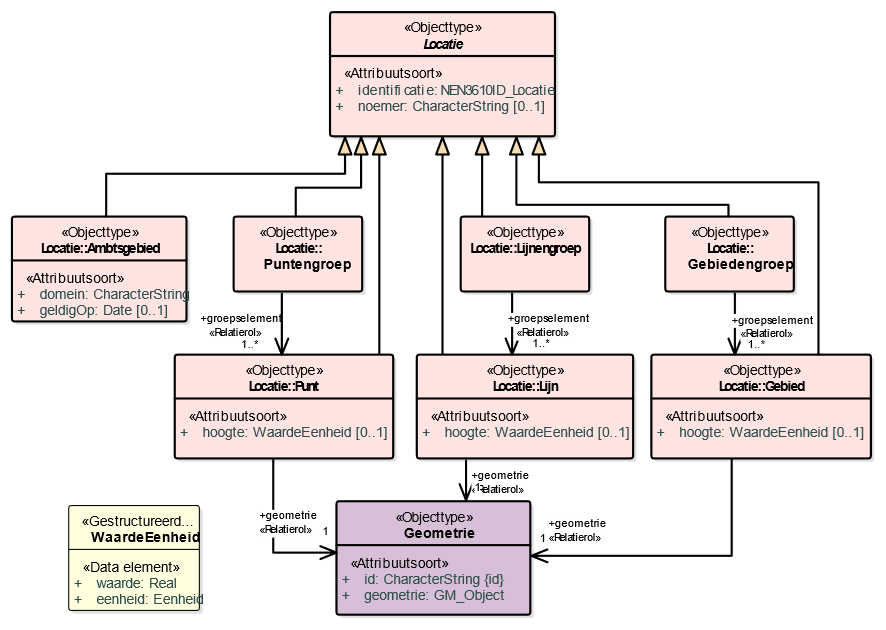 «Objecttype»
Locatie
«Attribuutsoort»
+ identificatie: NEN3610ID_Locatie
+ noemer: CharacterString [0..1]
«Objecttype»
Locatie::Ambtsgebied
«Attribuutsoort»
+ domein: CharacterString
+ geldigOp: Date [0..1]
«Objecttype»
Locatie::
Puntengroep
«Objecttype»
Locatie::Lijnengroep
«Objecttype»
Locatie::
Gebiedengroep
+groepselement
«Relatierol»
1..*
+groepselement
«Relatierol»
1..*
+groepselement
«Relatierol»
1..*
«Objecttype»
Locatie::Punt
«Attribuutsoort»
+ hoogte: WaardeEenheid [0..1]
«Objecttype»
Locatie::Lijn
«Attribuutsoort»
+ hoogte: WaardeEenheid [0..1]
«Objecttype»
Locatie::Gebied
«Attribuutsoort»
+ hoogte: WaardeEenheid [0..1]
+geometrie
«Relatierol»
1
+geometrie
1
«Relatierol»
+geometrie
1 «Relatierol»
«Objecttype»
Geometrie
«Attribuutsoort»
+ id: CharacterString {id}
+ geometrie: GM_Object
«Gestructureerd...
WaardeEenheid
«Data element»
+ waarde: Real
+ eenheid: Eenheid